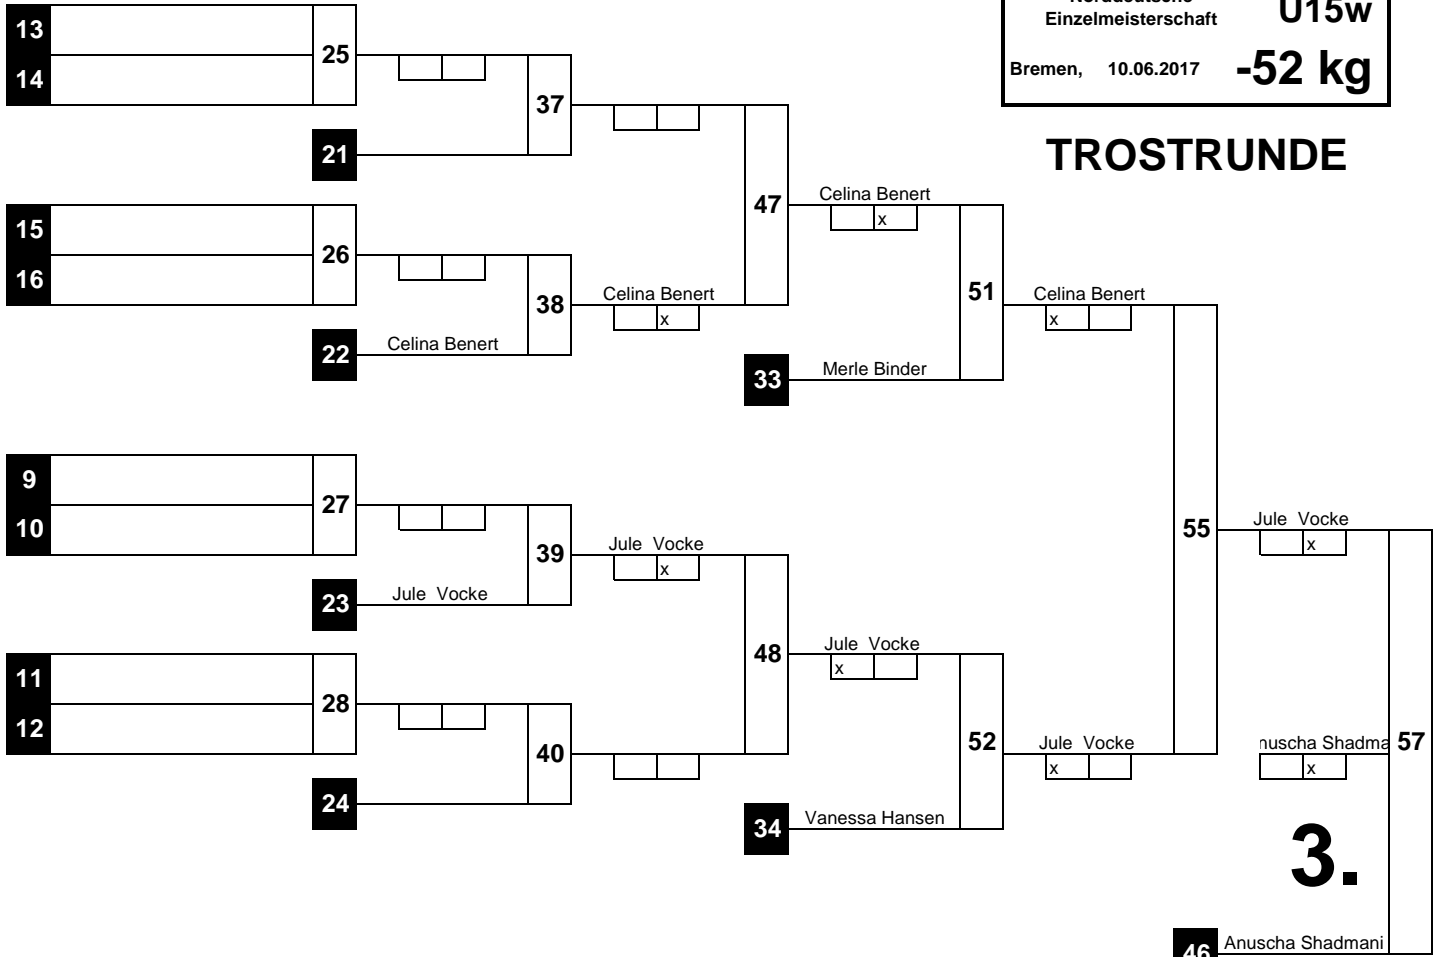 Einzelmeisterschaft
U15w
Bremen, 10.06.2017 -52 kg
TROSTRUNDE
13
14
25
37
21
47
Celina Benert
x
15
16
26
38
Celina Benert
x
22
Celina Benert
51
Celina Benert
x
33
Merle Binder
9
10
27
39
Jule Vocke
x
23
Jule Vocke
55
Jule Vocke
x
11
12
28
48
Jule Vocke
x
40
52
Jule Vocke
x
57
nuscha Shadma
x
24
34
Vanessa Hansen
3.
46
Anuscha Shadmani